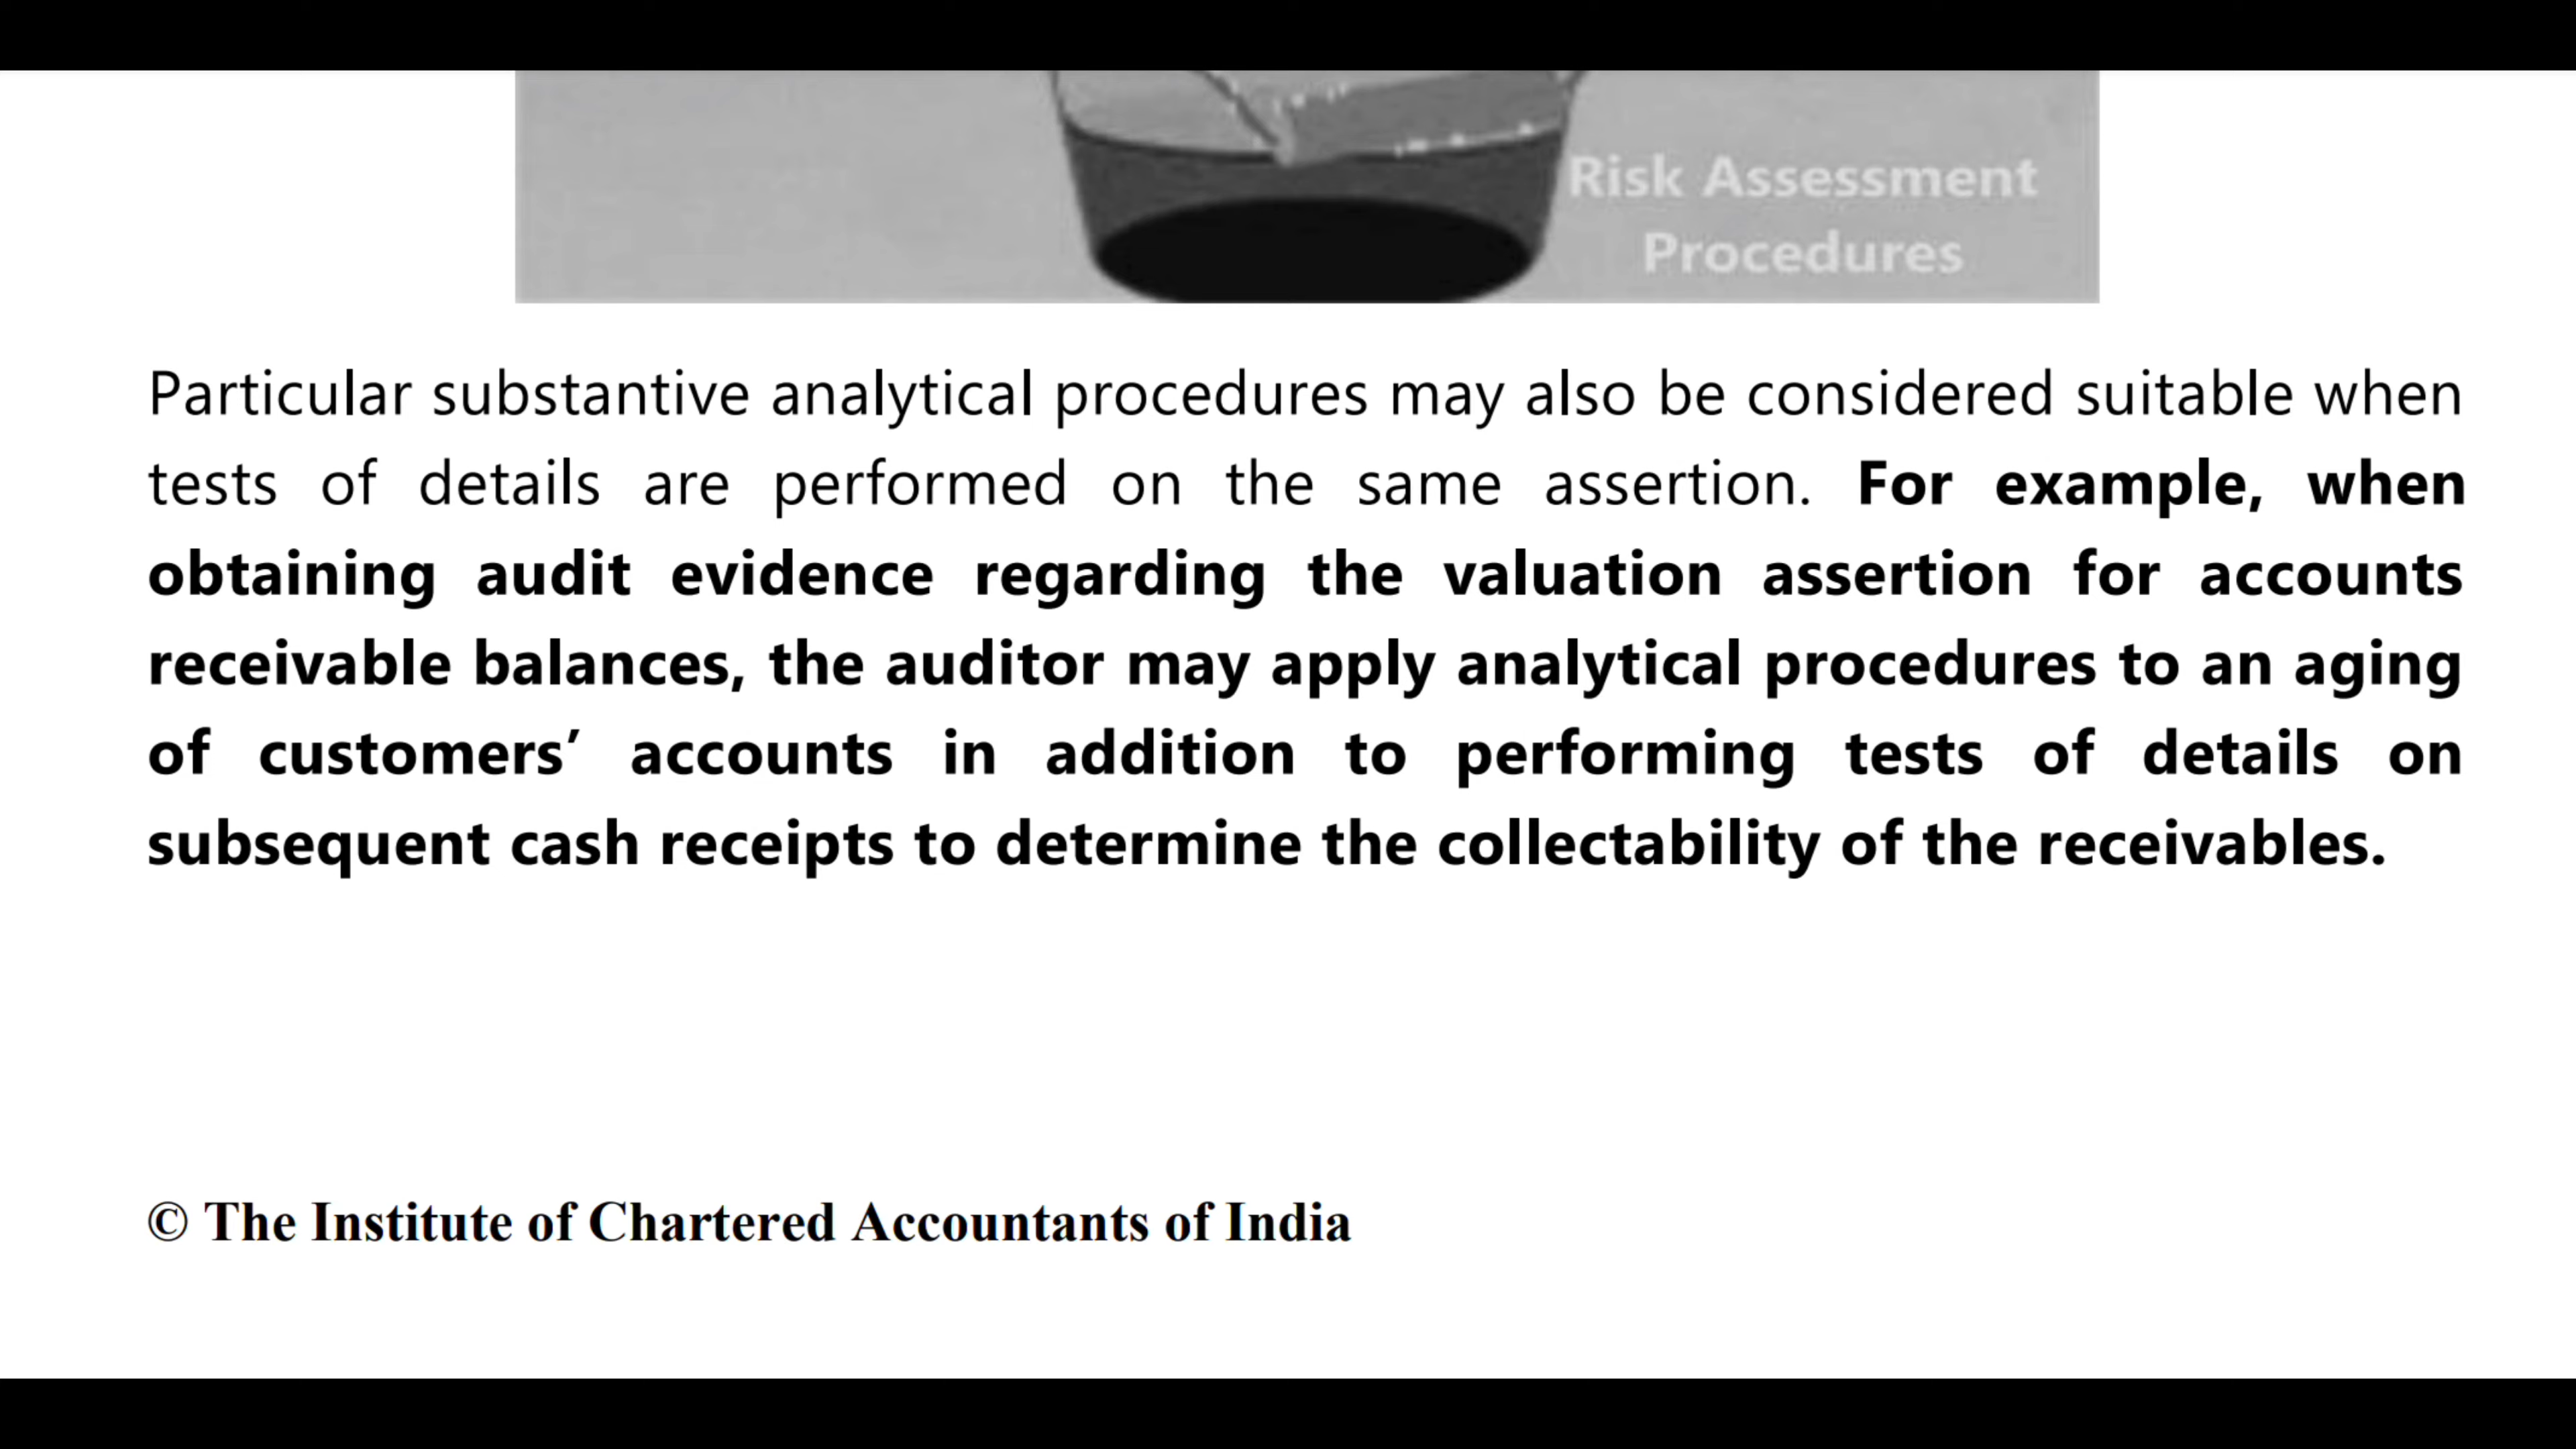 Risk Assessment
Procedures
Particular substantive analytical procedures may also be considered suitable when
tests of details are performed on the same assertion. For example, when
obtaining audit evidence regarding the valuation assertion for accounts
receivable balances, the auditor may apply analytical procedures to an aging
of customers’ accounts in addition to performing tests of details on
subsequent cash receipts to determine the collectability of the receivables.
© The Institute of Chartered Accountants of India